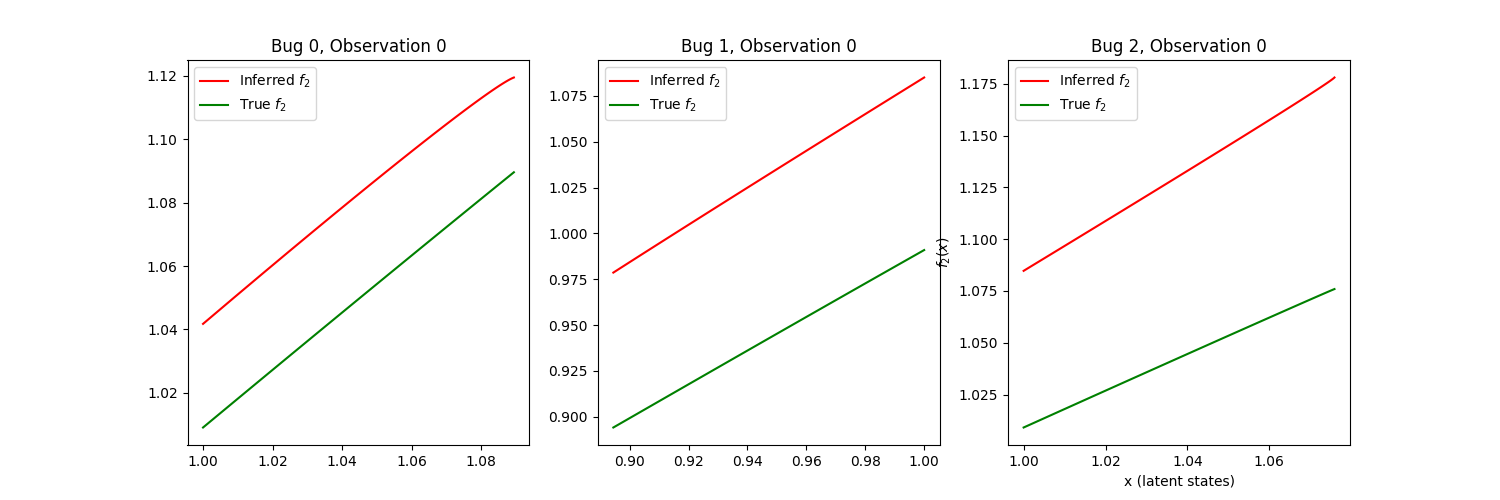 Bug 0, Observation 0
Inferred f₂
True f₂
1.12
1.10
1.08
1.06
1.04
1.02
1.00 1.02 1.04 1.06 1.08
Bug 1, Observation 0
Inferred f₂
True f₂
1.075
1.050
1.025
1.000
0.975
0.950
0.925
0.900
0.90 0.92 0.94 0.96 0.98 1.00
Bug 2, Observation 0
Inferred f₂
True f₂
f₂(x)
1.175
1.150
1.125
1.100
1.075
1.050
1.025
1.00 1.02 1.04 1.06
x (latent states)